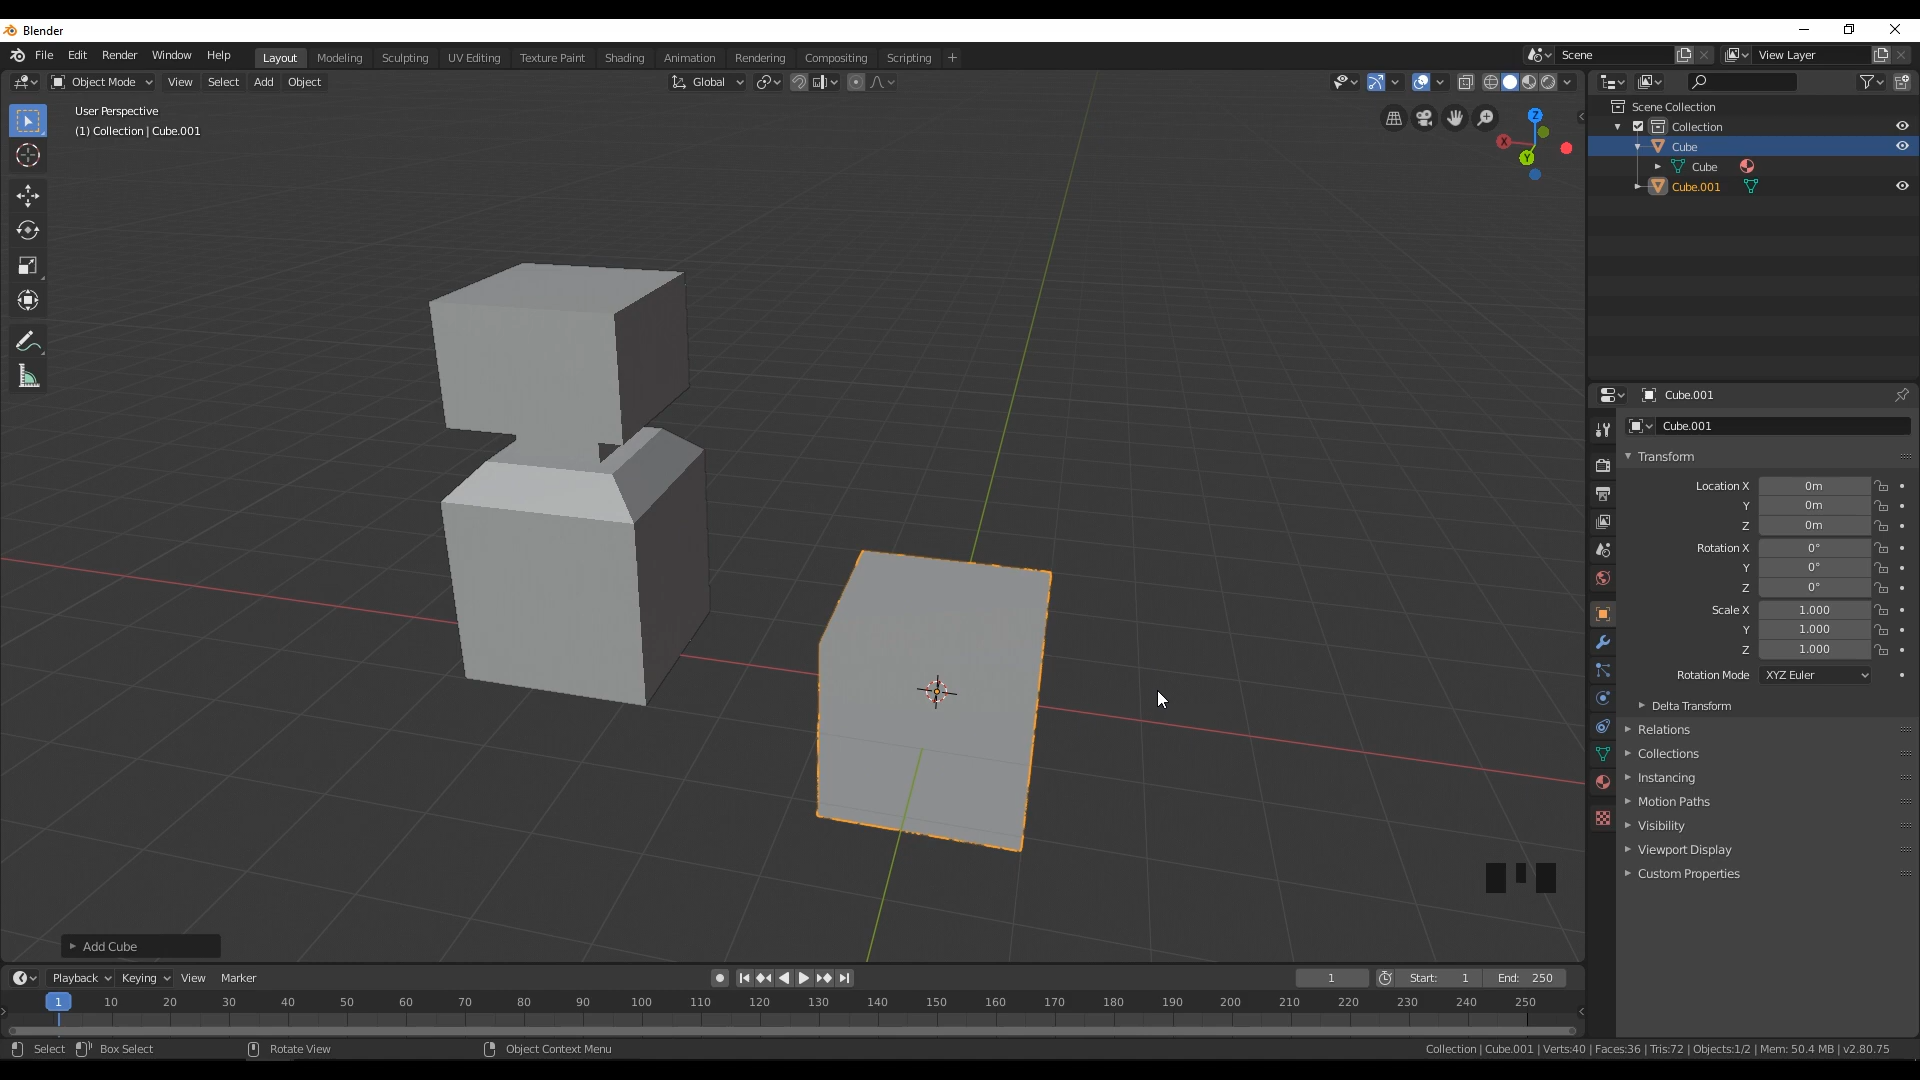 Blender
File Edit Render Window Help Layout Modeling Sculpting UV Editing Texture Paint Shading Animation Rendering Compositing Scripting + Scene View Layer
Object Mode View Select Add Object Global
User Perspective
(1) Collection | Cube.001
Z
X
Y
Scene Collection
Collection
Cube
Cube
Cube.001
Cube.001
Cube.001
Transform
Location X 0m
Y 0m
Z 0m
Rotation X 0°
Y 0°
Z 0°
Scale X 1.000
Y 1.000
Z 1.000
Rotation Mode XYZ Euler
Delta Transform
Relations
Collections
Instancing
Motion Paths
Visibility
Viewport Display
Custom Properties
Add Cube
Playback Keying View Marker 1 Start: 1 End: 250
1 10 20 30 40 50 60 70 80 90 100 110 120 130 140 150 160 170 180 190 200 210 220 230 240 250
Select Box Select Rotate View Object Context Menu Collection | Cube.001 | Verts:40 | Faces:36 | Tris:72 | Objects:1/2 | Mem: 50.4 MB | v2.80.75